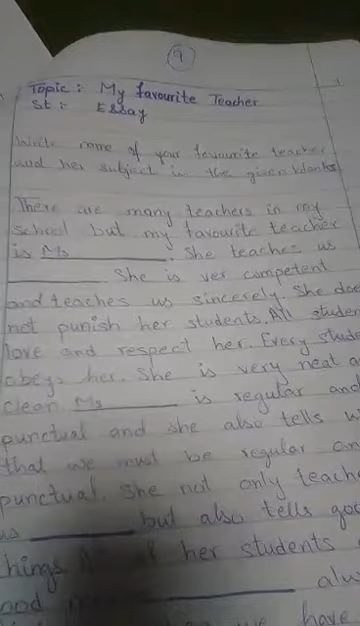 9
Topic: My favourite Teacher
St: Essay
Write name of your favourite teacher
and her subject in the given blanks
There are many teachers in my
school but my favourite teacher
is Ms ________. She teaches us
________ She is ver competent
and teaches us sincerely. She doe
not punish her students. All studen
love and respect her. Every stude
obeys her. She is very neat a
clean. Ms ________ is regular and
punctual and she also tells u
that we must be regular an
punctual. She not only teache
us ________ but also tells goo
things her students
________ alw
have